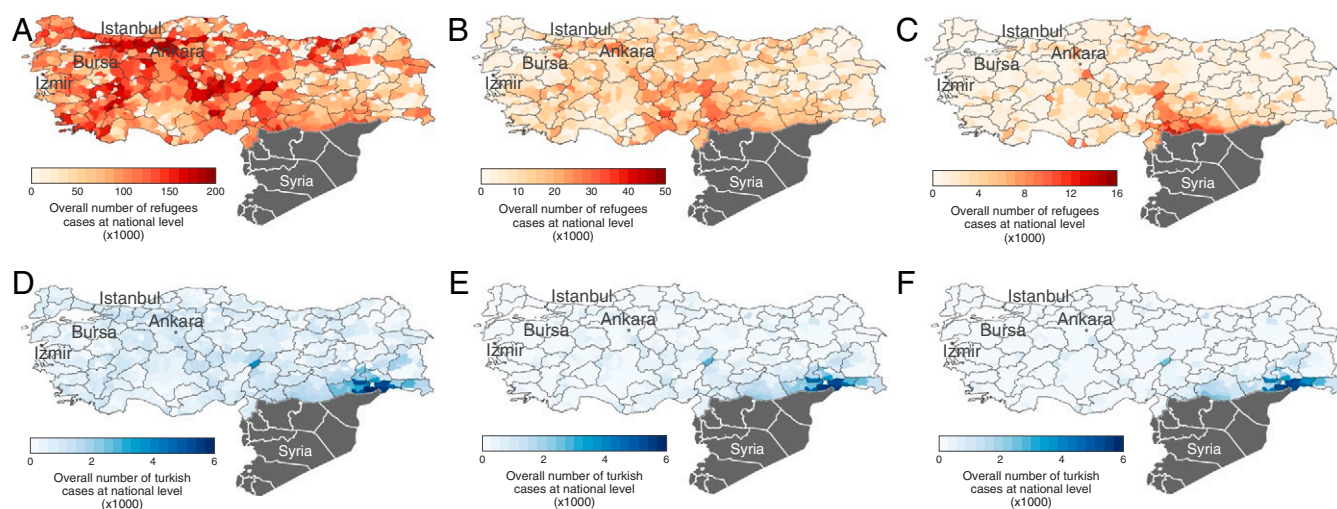 A
Istanbul
Ankara
Bursa
Izmir
Syria
0 50 100 150 200
Overall number of refugees
cases at national level
(x1000)
B
Istanbul
Ankara
Bursa
Izmir
Syria
0 10 20 30 40 50
Overall number of refugees
cases at national level
(x1000)
C
Istanbul
Ankara
Bursa
Izmir
Syria
0 4 8 12 16
Overall number of refugees
cases at national level
(x1000)
D
Istanbul
Ankara
Bursa
Izmir
Syria
0 2 4 6
Overall number of turkish
cases at national level
(x1000)
E
Istanbul
Ankara
Bursa
Izmir
Syria
0 2 4 6
Overall number of turkish
cases at national level
(x1000)
F
Istanbul
Ankara
Bursa
Izmir
Syria
0 2 4 6
Overall number of turkish
cases at national level
(x1000)